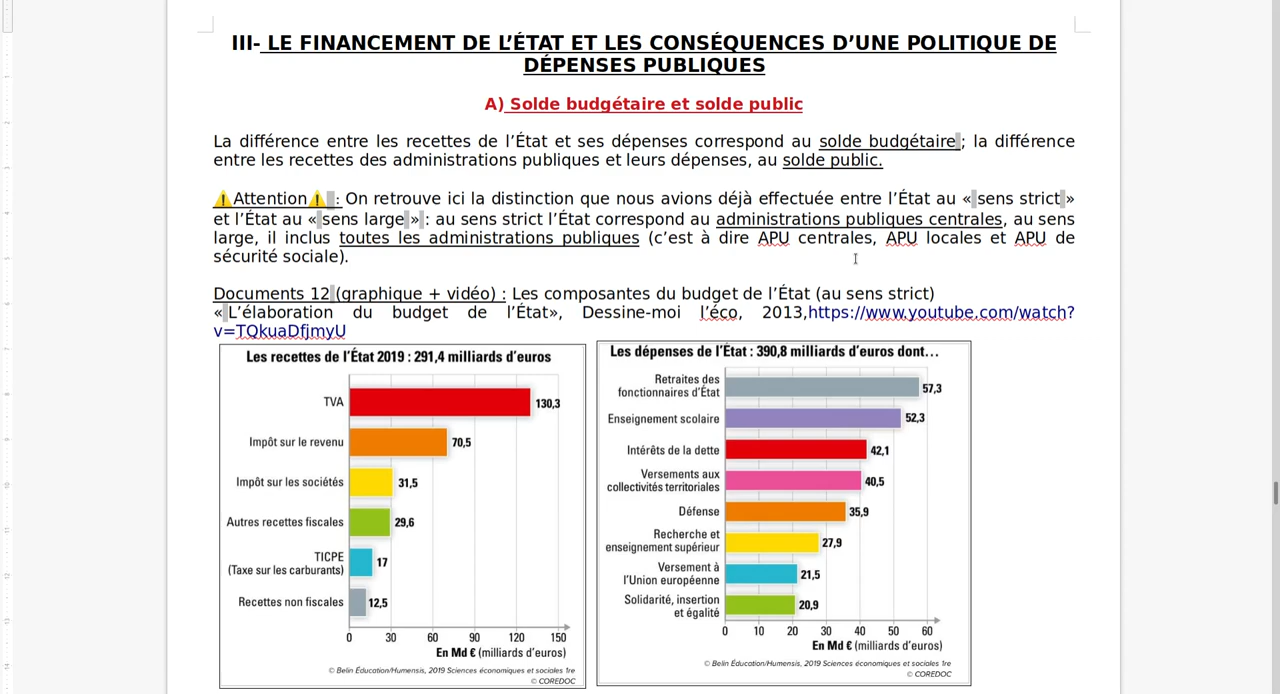 III- LE FINANCEMENT DE L’ÉTAT ET LES CONSÉQUENCES D’UNE POLITIQUE DE
DÉPENSES PUBLIQUES
A) Solde budgétaire et solde public
La différence entre les recettes de l’État et ses dépenses correspond au solde budgétaire ; la différence
entre les recettes des administrations publiques et leurs dépenses, au solde public.
⚠️Attention⚠️ : On retrouve ici la distinction que nous avions déjà effectuée entre l’État au « sens strict »
et l’État au « sens large » : au sens strict l’État correspond au administrations publiques centrales, au sens
large, il inclus toutes les administrations publiques (c’est à dire APU centrales, APU locales et APU de
sécurité sociale).
Documents 12 (graphique + vidéo) : Les composantes du budget de l’État (au sens strict)
« L’élaboration du budget de l’État», Dessine-moi l’éco, 2013,https://www.youtube.com/watch?
v=TQkuaDfjmyU
Les recettes de l’État 2019 : 291,4 milliards d’euros
TVA 130,3
Impôt sur le revenu 70,5
Impôt sur les sociétés 31,5
Autres recettes fiscales 29,6
TICPE
(Taxe sur les carburants) 17
Recettes non fiscales 12,5
0 30 60 90 120 150
En Md € (milliards d’euros)
© Belin Éducation/Humensis, 2019 Sciences économiques et sociales 1re
© COREDOC
Les dépenses de l’État : 390,8 milliards d’euros dont…
Retraites des
fonctionnaires d’État 57,3
Enseignement scolaire 52,3
Intérêts de la dette 42,1
Versements aux
collectivités territoriales 40,5
Défense 35,9
Recherche et
enseignement supérieur 27,9
Versement à
l’Union européenne 21,5
Solidarité, insertion
et égalité 20,9
0 10 20 30 40 50 60
En Md € (milliards d’euros)
© Belin Éducation/Humensis, 2019 Sciences économiques et sociales 1re
© COREDOC